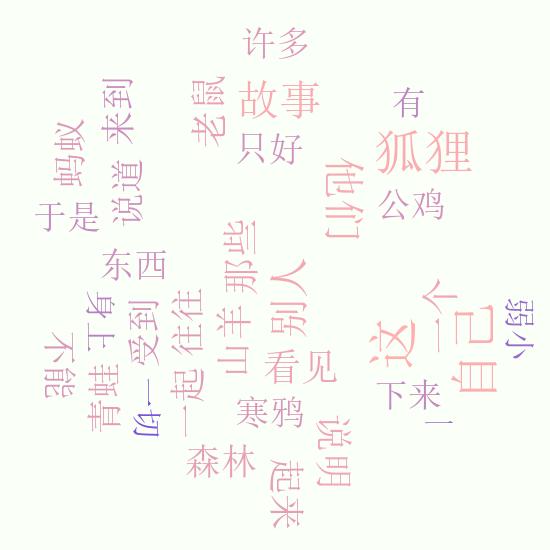 许多
老鼠
故事
来到
有
只好
狐狸
蚂蚁
说道
他们
公鸡
于是
那些
东西
别人
一个
身上
受到
往往
山羊
这
自己
弱小
不能
青蛙
一起
看见
下来
一切
寒鸦
一
说明
森林
起来